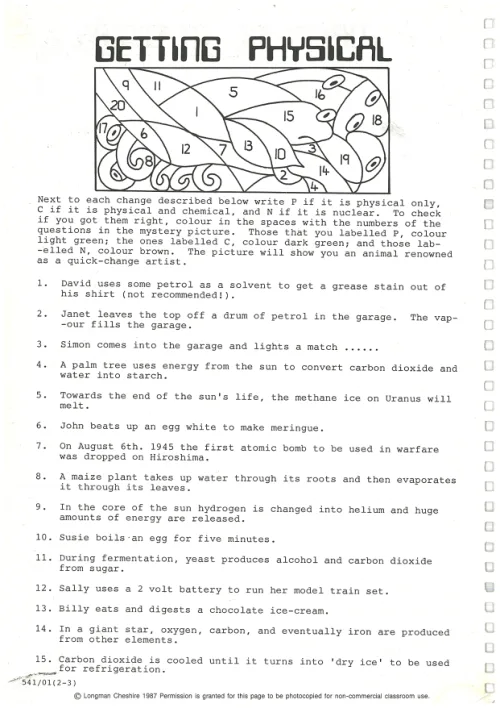 GETTING PHYSICAL
9
11
5
16
20
1
15
18
17
6
3
8
12
7
13
10
14
19
2
4
Next to each change described below write P if it is physical only,
C if it is physical and chemical, and N if it is nuclear. To check
if you got them right, colour in the spaces with the numbers of the
questions in the mystery picture. Those that you labelled P, colour
light green; the ones labelled C, colour dark green; and those lab-
-elled N, colour brown. The picture will show you an animal renowned
as a quick-change artist.
1. David uses some petrol as a solvent to get a grease stain out of
his shirt (not recommended!).
2. Janet leaves the top off a drum of petrol in the garage. The vap-
-our fills the garage.
3. Simon comes into the garage and lights a match ......
4. A palm tree uses energy from the sun to convert carbon dioxide and
water into starch.
5. Towards the end of the sun's life, the methane ice on Uranus will
melt.
6. John beats up an egg white to make meringue.
7. On August 6th. 1945 the first atomic bomb to be used in warfare
was dropped on Hiroshima.
8. A maize plant takes up water through its roots and then evaporates
it through its leaves.
9. In the core of the sun hydrogen is changed into helium and huge
amounts of energy are released.
10. Susie boils an egg for five minutes.
11. During fermentation, yeast produces alcohol and carbon dioxide
from sugar.
12. Sally uses a 2 volt battery to run her model train set.
13. Billy eats and digests a chocolate ice-cream.
14. In a giant star, oxygen, carbon, and eventually iron are produced
from other elements.
15. Carbon dioxide is cooled until it turns into 'dry ice' to be used
for refrigeration.
541/01(2-3)
© Longman Cheshire 1987 Permission is granted for this page to be photocopied for non-commercial classroom use.